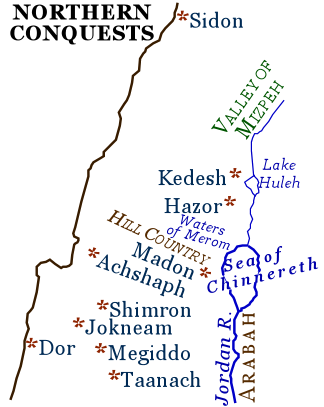 NORTHERN
CONQUESTS
Sidon
VALLEY OF
MIZPEH
Kedesh
Lake
Huleh
Hazor
Waters
of Merom
HILL COUNTRY
Madon
Sea of
Chinnereth
Achshaph
Shimron
Jokneam
Dor
Megiddo
Taanach
Jordan R.
ARABAH